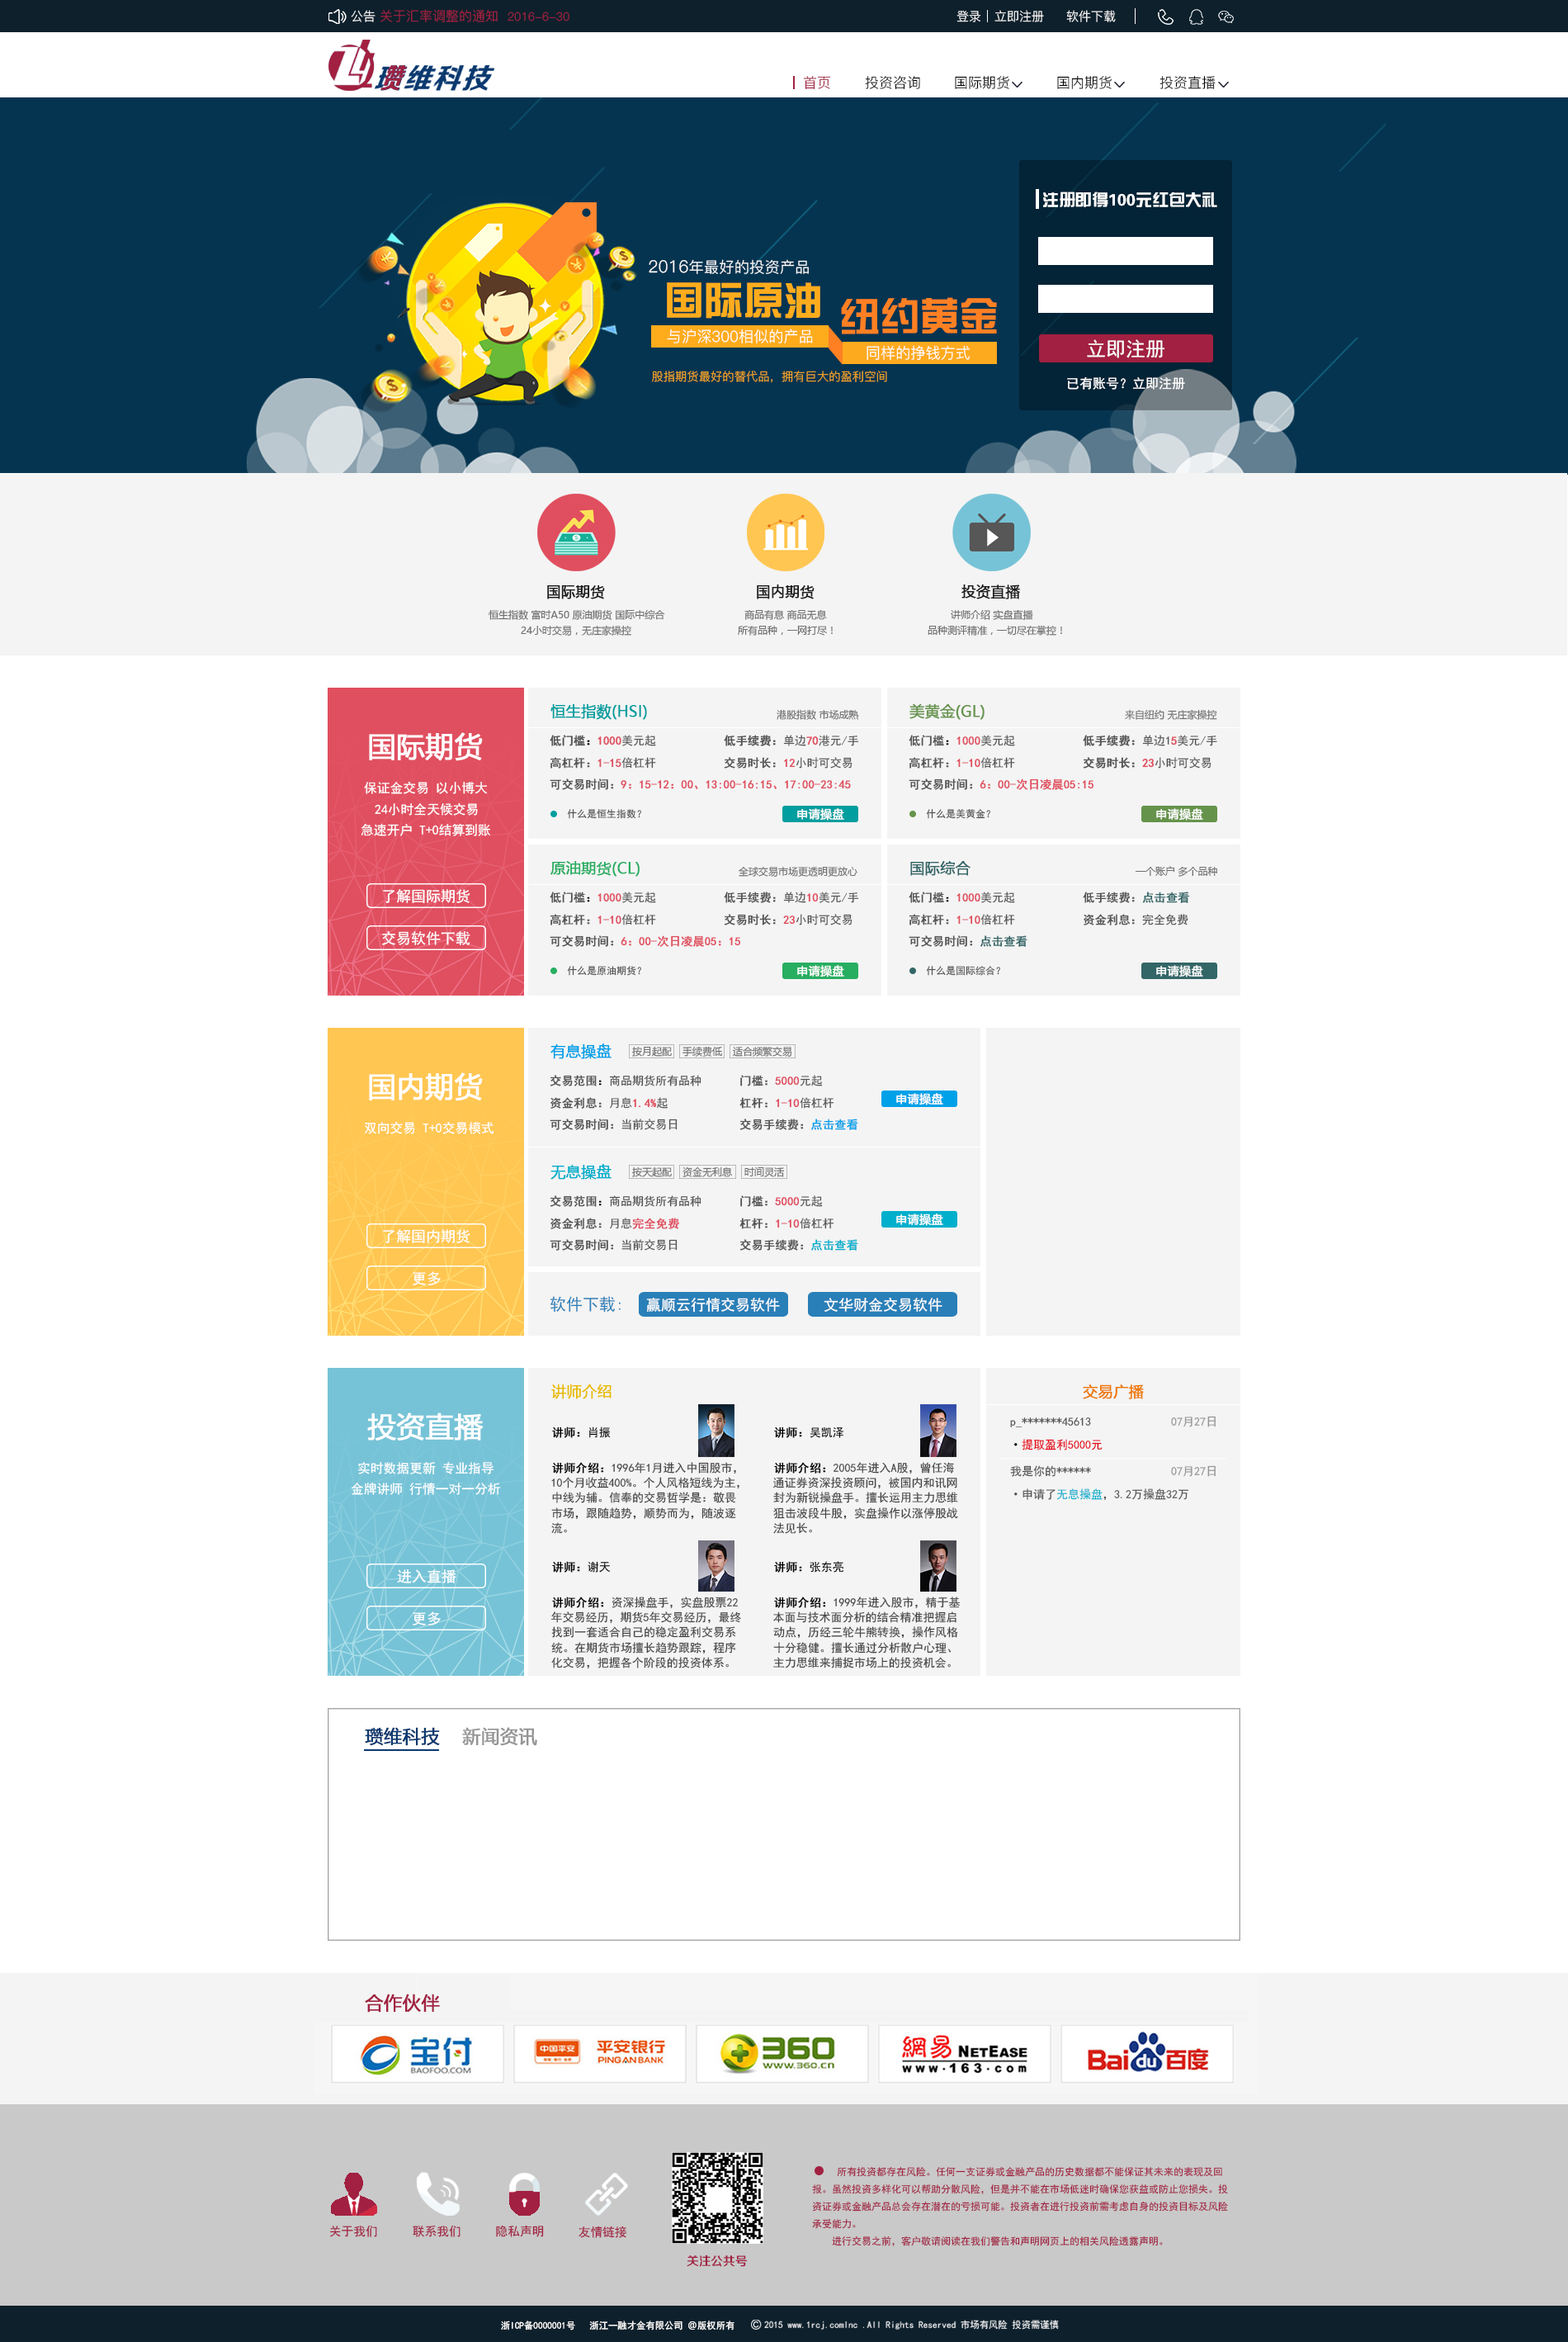 公告 关于汇率调整的通知 2016-6-30
登录 | 立即注册 软件下载
瓒维科技
首页 投资咨询 国际期货 国内期货 投资直播
注册即得100元红包大礼
2016年最好的投资产品
国际原油 纽约黄金
与沪深300相似的产品
同样的挣钱方式
股指期货最好的替代品，拥有巨大的盈利空间
立即注册
已有账号？立即注册
国际期货
恒生指数 富时A50 原油期货 国际中综合
24小时交易，无庄家操控
国内期货
商品有息 商品无息
所有品种，一网打尽！
投资直播
讲师介绍 实盘直播
品种测评精准，一切尽在掌控！
国际期货
保证金交易 以小博大
24小时全天候交易
急速开户 T+0结算到账
了解国际期货
交易软件下载
恒生指数(HSI) 港股指数 市场成熟
低门槛：1000美元起 低手续费：单边70港元/手
高杠杆：1-15倍杠杆 交易时长：12小时可交易
可交易时间：9：15-12：00、13:00-16:15、17:00-23:45
什么是恒生指数？ 申请操盘
美黄金(GL) 来自纽约 无庄家操控
低门槛：1000美元起 低手续费：单边15美元/手
高杠杆：1-10倍杠杆 交易时长：23小时可交易
可交易时间：6：00-次日凌晨05:15
什么是美黄金？ 申请操盘
原油期货(CL) 全球交易市场更透明更放心
低门槛：1000美元起 低手续费：单边10美元/手
高杠杆：1-10倍杠杆 交易时长：23小时可交易
可交易时间：6：00-次日凌晨05：15
什么是原油期货？ 申请操盘
国际综合 一个账户 多个品种
低门槛：1000美元起 低手续费：点击查看
高杠杆：1-10倍杠杆 资金利息：完全免费
可交易时间：点击查看
什么是国际综合？ 申请操盘
国内期货
双向交易 T+0交易模式
了解国内期货
更多
有息操盘 按月起配 手续费低 适合频繁交易
交易范围：商品期货所有品种 门槛：5000元起
资金利息：月息1.4%起 杠杆：1-10倍杠杆
可交易时间：当前交易日 交易手续费：点击查看
申请操盘
无息操盘 按天起配 资金无利息 时间灵活
交易范围：商品期货所有品种 门槛：5000元起
资金利息：月息完全免费 杠杆：1-10倍杠杆
可交易时间：当前交易日 交易手续费：点击查看
申请操盘
软件下载： 赢顺云行情交易软件 文华财金交易软件
投资直播
实时数据更新 专业指导
金牌讲师 行情一对一分析
进入直播
更多
讲师介绍
讲师：肖振
讲师介绍：1996年1月进入中国股市，
10个月收益400%。个人风格短线为主，
中线为辅。信奉的交易哲学是：敬畏
市场，跟随趋势，顺势而为，随波逐
流。
讲师：吴凯泽
讲师介绍：2005年进入A股，曾任海
通证券资深投资顾问，被国内和讯网
封为新锐操盘手。擅长运用主力思维
狙击波段牛股，实盘操作以涨停股战
法见长。
讲师：谢天
讲师介绍：资深操盘手，实盘股票22
年交易经历，期货5年交易经历，最终
找到一套适合自己的稳定盈利交易系
统。在期货市场擅长趋势跟踪，程序
化交易，把握各个阶段的投资体系。
讲师：张东亮
讲师介绍：1999年进入股市，精于基
本面与技术面分析的结合精准把握启
动点，历经三轮牛熊转换，操作风格
十分稳健。擅长通过分析散户心理、
主力思维来捕捉市场上的投资机会。
交易广播
p_*******45613 07月27日
·提取盈利5000元
我是你的****** 07月27日
·申请了无息操盘，3.2万操盘32万
瓒维科技 新闻资讯
合作伙伴
宝付 BAOFOO.COM
中国平安 平安银行 PINGAN BANK
360 www.360.cn
網易 NETEASE www.163.com
Bai du 百度
关于我们 联系我们 隐私声明 友情链接
关注公共号
所有投资都存在风险。任何一支证券或金融产品的历史数据都不能保证其未来的表现及回
报。虽然投资多样化可以帮助分散风险，但是并不能在市场低迷时确保您获益或防止您损失。投
资证券或金融产品总会存在潜在的亏损可能。投资者在进行投资前需考虑自身的投资目标及风险
承受能力。
进行交易之前，客户敬请阅读在我们警告和声明网页上的相关风险透露声明。
浙ICP备0000001号 浙江一融才金有限公司 @版权所有 © 2015 www.1rcj.comInc .All Rights Reserved 市场有风险 投资需谨慎